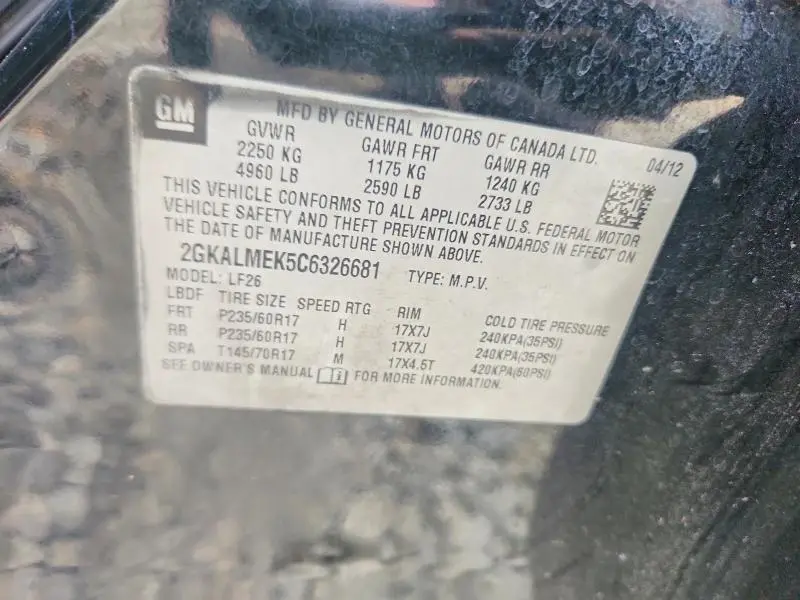 GM
MFD BY GENERAL MOTORS OF CANADA LTD.
GVWR GAWR FRT GAWR RR 04/12
2250 KG 1175 KG 1240 KG
4960 LB 2590 LB 2733 LB
THIS VEHICLE CONFORMS TO ALL APPLICABLE U.S. FEDERAL MOTOR
VEHICLE SAFETY AND THEFT PREVENTION STANDARDS IN EFFECT ON
THE DATE OF MANUFACTURE SHOWN ABOVE.
2GKALMEK5C6326681 TYPE: M.P.V.
MODEL: LF26
LBDF TIRE SIZE SPEED RTG RIM COLD TIRE PRESSURE
FRT P235/60R17 H 17X7J 240KPA(35PSI)
RR P235/60R17 H 17X7J 240KPA(35PSI)
SPA T145/70R17 M 17X4.5T 420KPA(60PSI)
SEE OWNER'S MANUAL FOR MORE INFORMATION.